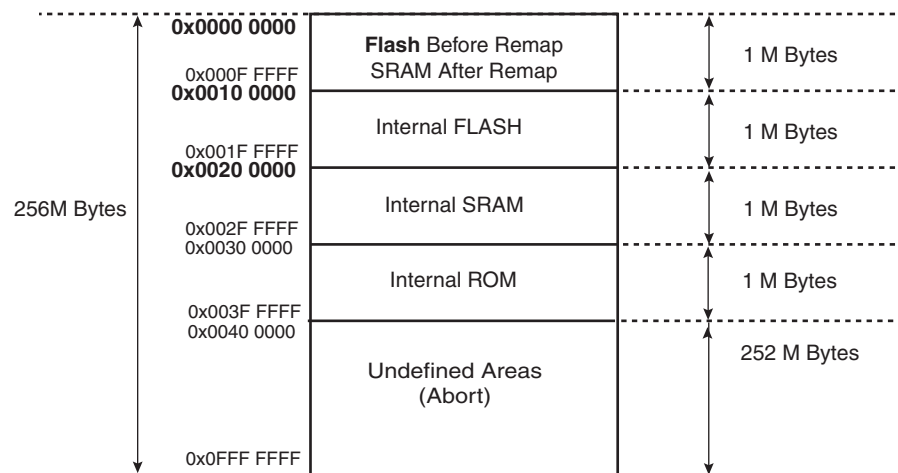 0x0000 0000
Flash Before Remap
SRAM After Remap
1 M Bytes
0x000F FFFF
0x0010 0000
Internal FLASH
1 M Bytes
0x001F FFFF
0x0020 0000
256M Bytes
Internal SRAM
1 M Bytes
0x002F FFFF
0x0030 0000
Internal ROM
1 M Bytes
0x003F FFFF
0x0040 0000
252 M Bytes
Undefined Areas
(Abort)
0x0FFF FFFF